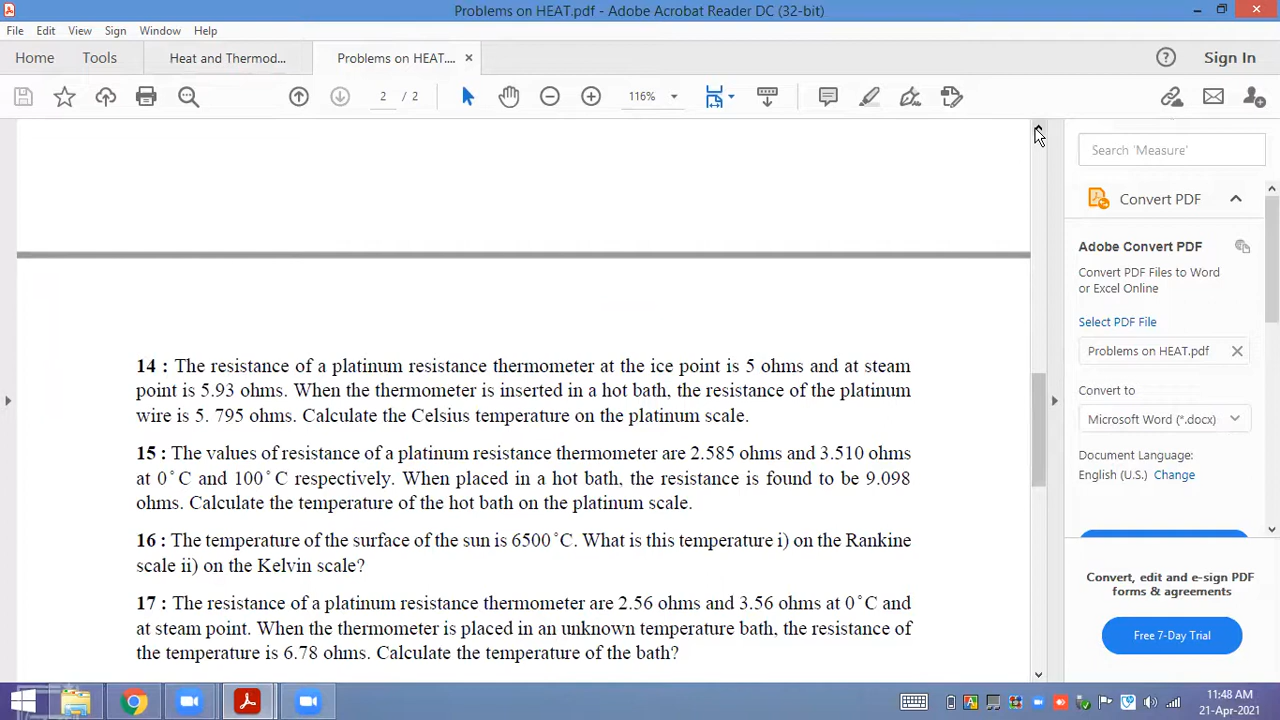 Problems on HEAT.pdf - Adobe Acrobat Reader DC (32-bit)
File Edit View Sign Window Help
Home Tools Heat and Thermod... Problems on HEAT.... × Sign In
2 / 2 116%
Search 'Measure'
Convert PDF
Adobe Convert PDF
Convert PDF Files to Word
or Excel Online
Select PDF File
Problems on HEAT.pdf
Convert to
Microsoft Word (*.docx)
Document Language:
English (U.S.) Change
Convert, edit and e-sign PDF
forms & agreements
Free 7-Day Trial
14 : The resistance of a platinum resistance thermometer at the ice point is 5 ohms and at steam
point is 5.93 ohms. When the thermometer is inserted in a hot bath, the resistance of the platinum
wire is 5. 795 ohms. Calculate the Celsius temperature on the platinum scale.
15 : The values of resistance of a platinum resistance thermometer are 2.585 ohms and 3.510 ohms
at 0˚C and 100˚C respectively. When placed in a hot bath, the resistance is found to be 9.098
ohms. Calculate the temperature of the hot bath on the platinum scale.
16 : The temperature of the surface of the sun is 6500˚C. What is this temperature i) on the Rankine
scale ii) on the Kelvin scale?
17 : The resistance of a platinum resistance thermometer are 2.56 ohms and 3.56 ohms at 0˚C and
at steam point. When the thermometer is placed in an unknown temperature bath, the resistance of
the temperature is 6.78 ohms. Calculate the temperature of the bath?
11:48 AM
21-Apr-2021